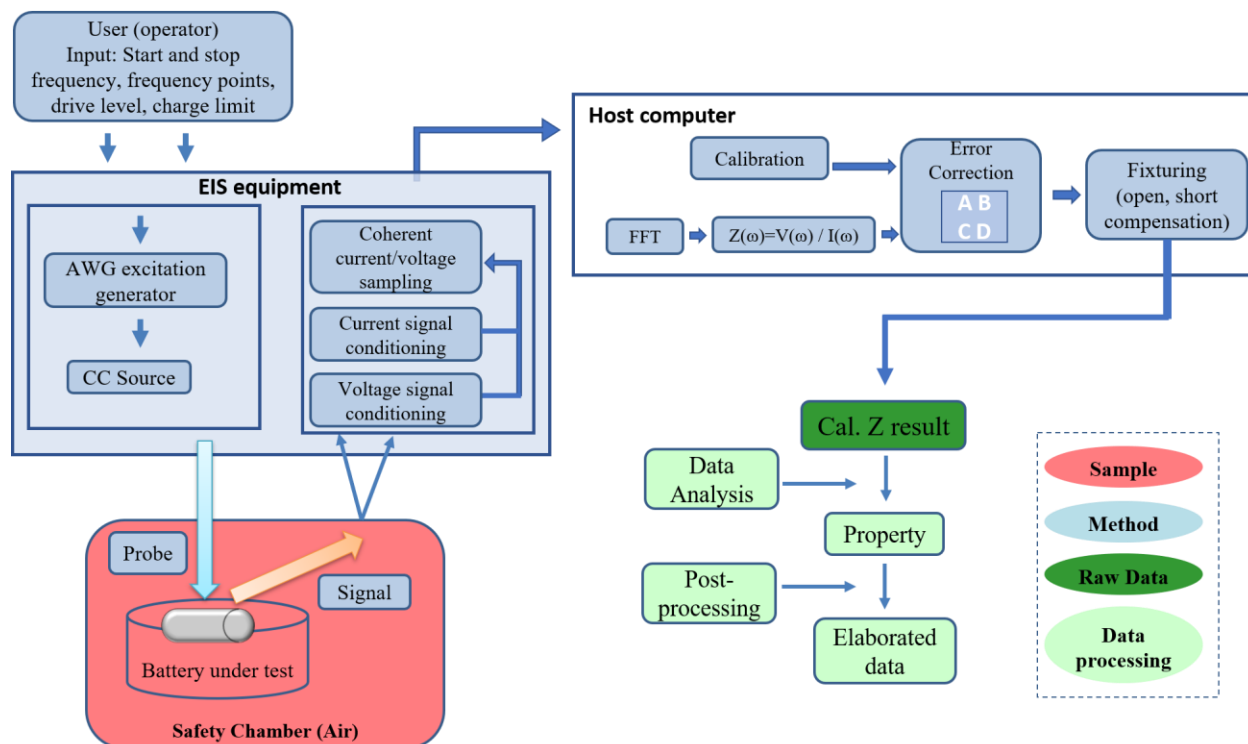 User (operator)
Input: Start and stop
frequency, frequency points,
drive level, charge limit
EIS equipment
AWG excitation
generator
CC Source
Coherent
current/voltage
sampling
Current signal
conditioning
Voltage signal
conditioning
Probe
Signal
Battery under test
Safety Chamber (Air)
Host computer
Calibration
FFT
Z(ω)=V(ω) / I(ω)
Error
Correction
A B
C D
Fixturing
(open, short
compensation)
Cal. Z result
Data
Analysis
Property
Post-
processing
Elaborated
data
Sample
Method
Raw Data
Data
processing